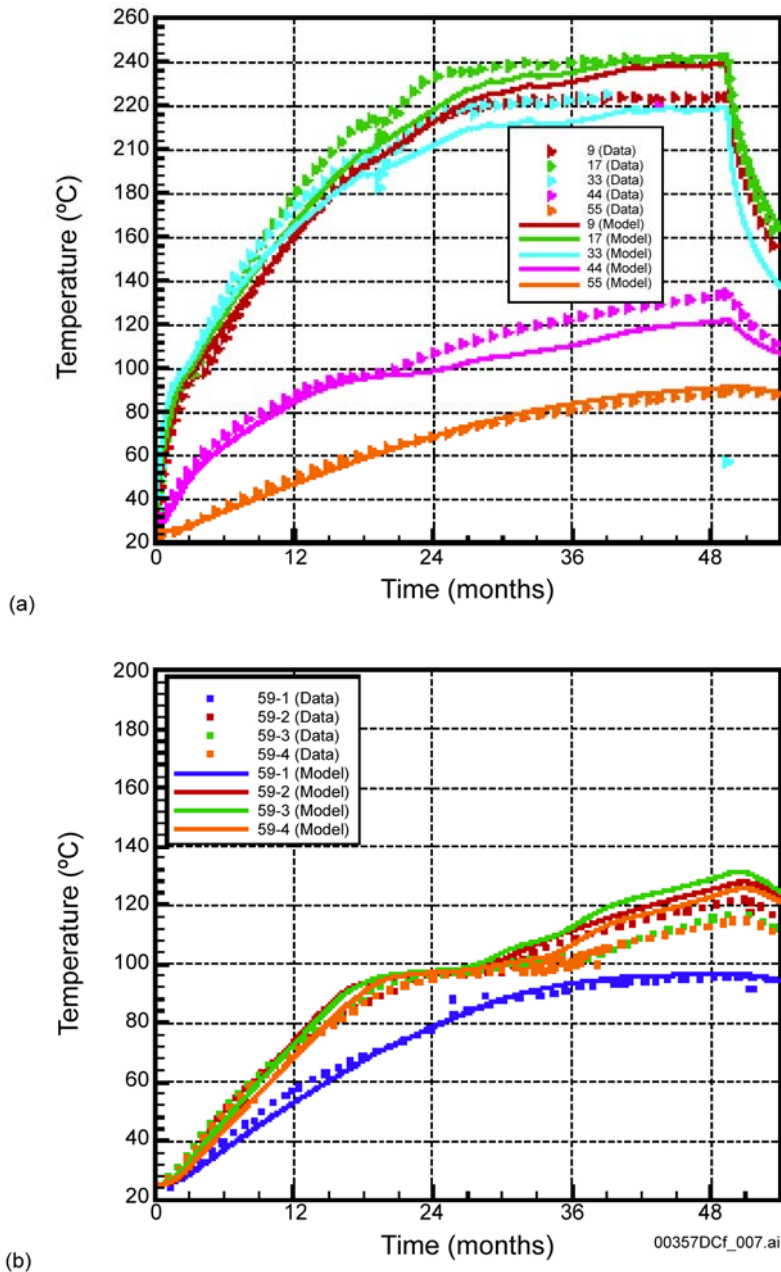 260
240
220
210
180
160
140
120
100
80
60
40
20
Temperature (ºC)
9 (Data)
17 (Data)
33 (Data)
44 (Data)
55 (Data)
9 (Model)
17 (Model)
33 (Model)
44 (Model)
55 (Model)
0 12 24 36 48
Time (months)
(a)
200
180
160
130
120
100
80
60
40
20
Temperature (ºC)
59-1 (Data)
59-2 (Data)
59-3 (Data)
59-4 (Data)
59-1 (Model)
59-2 (Model)
59-3 (Model)
59-4 (Model)
0 12 24 36 48
Time (months)
00357DCf_007.ai
(b)